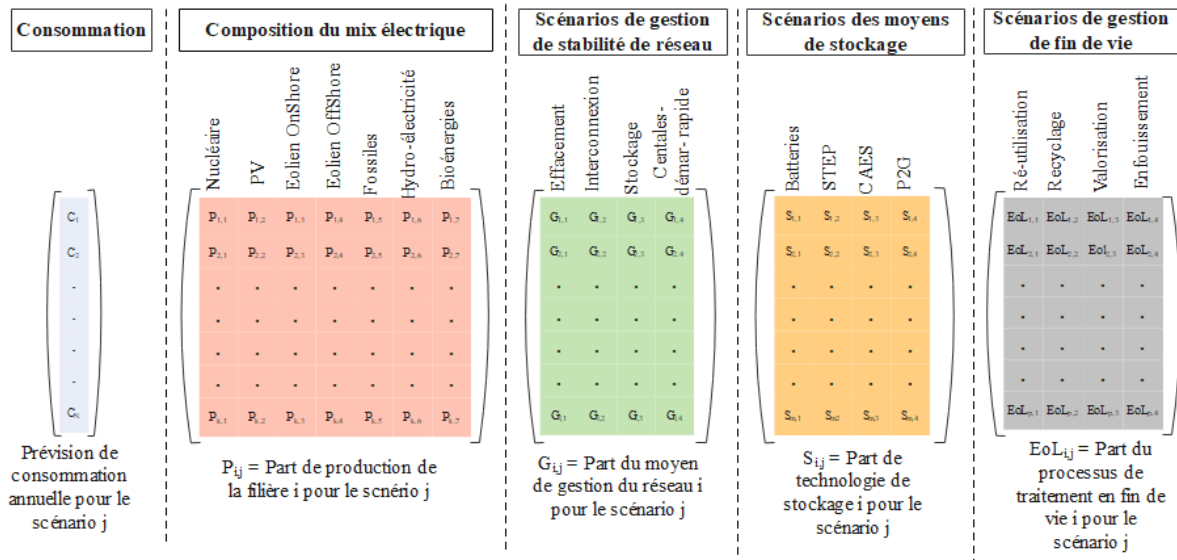 Consommation
Composition du mix électrique
Scénarios de gestion
de stabilité de réseau
Scénarios des moyens
de stockage
Scénarios de gestion
de fin de vie
Nucléaire
PV
Eolien OnShore
Eolien OffShore
Fossiles
Hydro-électricité
Bioénergies
Effacement
Interconnexion
Stockage
Centales-
démar- rapide
Batteries
STEP
CAES
P2G
Ré-utilisation
Recyclage
Valorisation
Enfouissement
C1
C2
.
.
.
.
P1,1 P1,2 P1,3 P1,4 P1,5 P1,6 P1,7
P2,1 P2,2 P2,3 P2,4 P2,5 P2,6 P2,7
. . . . . . .
. . . . . . .
. . . . . . .
. . . . . . .
Pk,1 Pk,2 Pk,3 Pk,4 Pk,5 Pk,6 Pk,7
G1,1 G1,2 G1,3 G1,4
G2,1 G2,2 G2,3 G2,4
. . . .
. . . .
. . . .
. . . .
S1,1 S1,2 S1,3 S1,4
S2,1 S2,2 S2,3 S2,4
. . . .
. . . .
. . . .
. . . .
Sm,1 Sm2 Sm,3 Sm,4
EoL1,1 EoL1,2 EoL1,3 EoL1,4
EoL2,1 EoL2,2 Eol2,3 EoL2,4
. . . .
. . . .
. . . .
. . . .
EoLp,1 EoLp,2 EoLp,3 EoLp,4
Prévision de
consommation
annuelle pour le
scénario j
Pi,j = Part de production de
la filière i pour le scnério j
Gi,j = Part du moyen
de gestion du réseau i
pour le scénario j
Si,j = Part de
technologie de
stockage i pour le
scénario j
EoLi,j = Part du
processus de
traitement en fin de
vie i pour le
scénario j